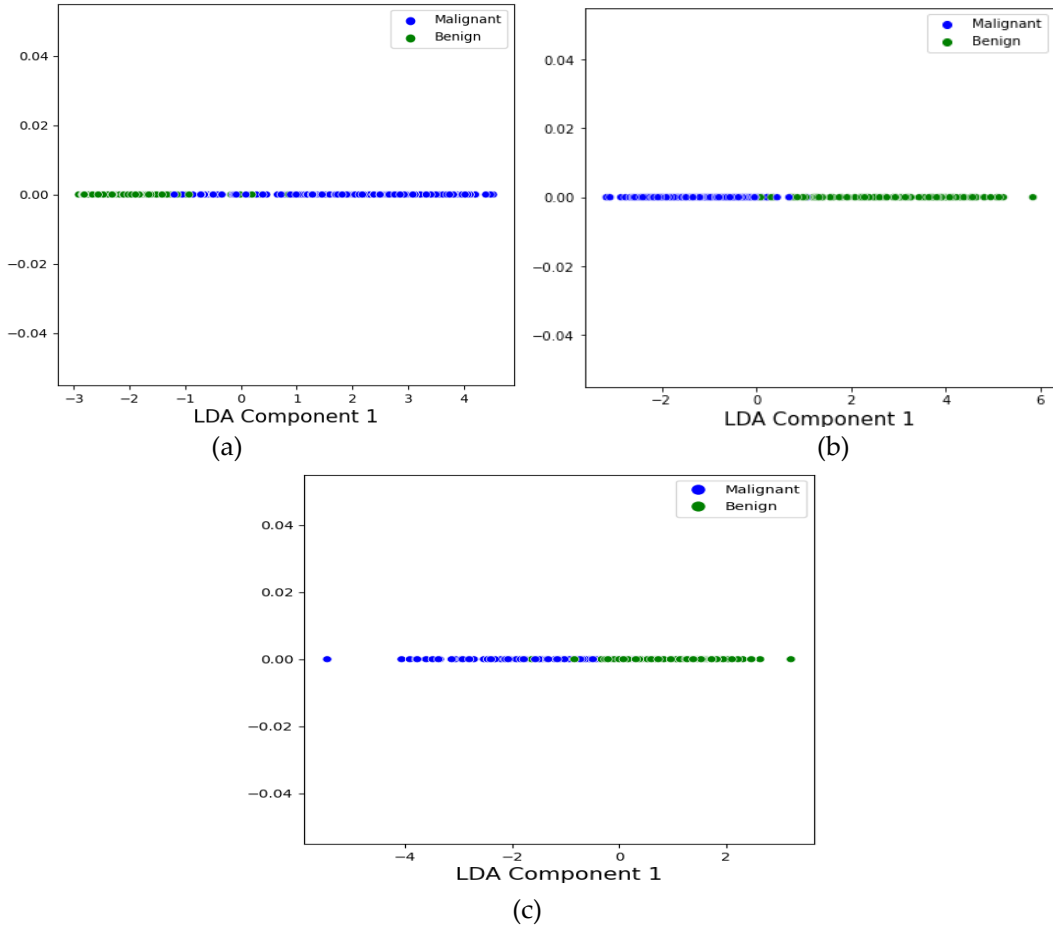 Malignant
Benign
0.04
0.02
0.00
−0.02
−0.04
−3 −2 −1 0 1 2 3 4
LDA Component 1
(a)
Malignant
Benign
0.04
0.02
0.00
−0.02
−0.04
−2 0 2 4 6
LDA Component 1
(b)
Malignant
Benign
0.04
0.02
0.00
−0.02
−0.04
−4 −2 0 2
LDA Component 1
(c)